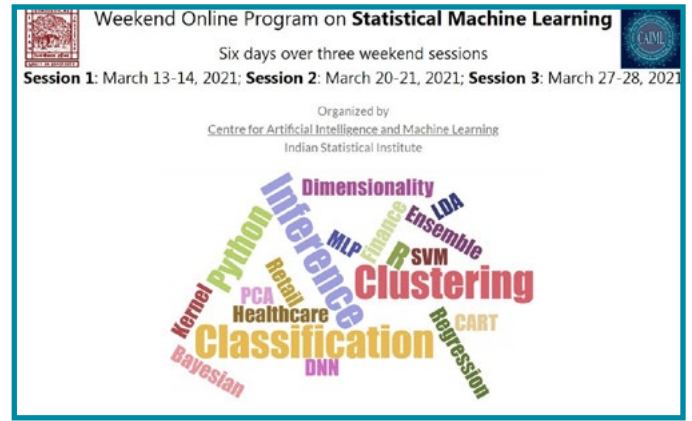 Weekend Online Program on Statistical Machine Learning
Six days over three weekend sessions
Session 1: March 13-14, 2021; Session 2: March 20-21, 2021; Session 3: March 27-28, 2021
Organized by
Centre for Artificial Intelligence and Machine Learning
Indian Statistical Institute
CAIML
Dimensionality
Inference
LDA
Ensemble
Finance
Python
MLP
R
SVM
Retail
Clustering
PCA
Kernel
Healthcare
CART
Regression
Classification
Bayesian
DNN